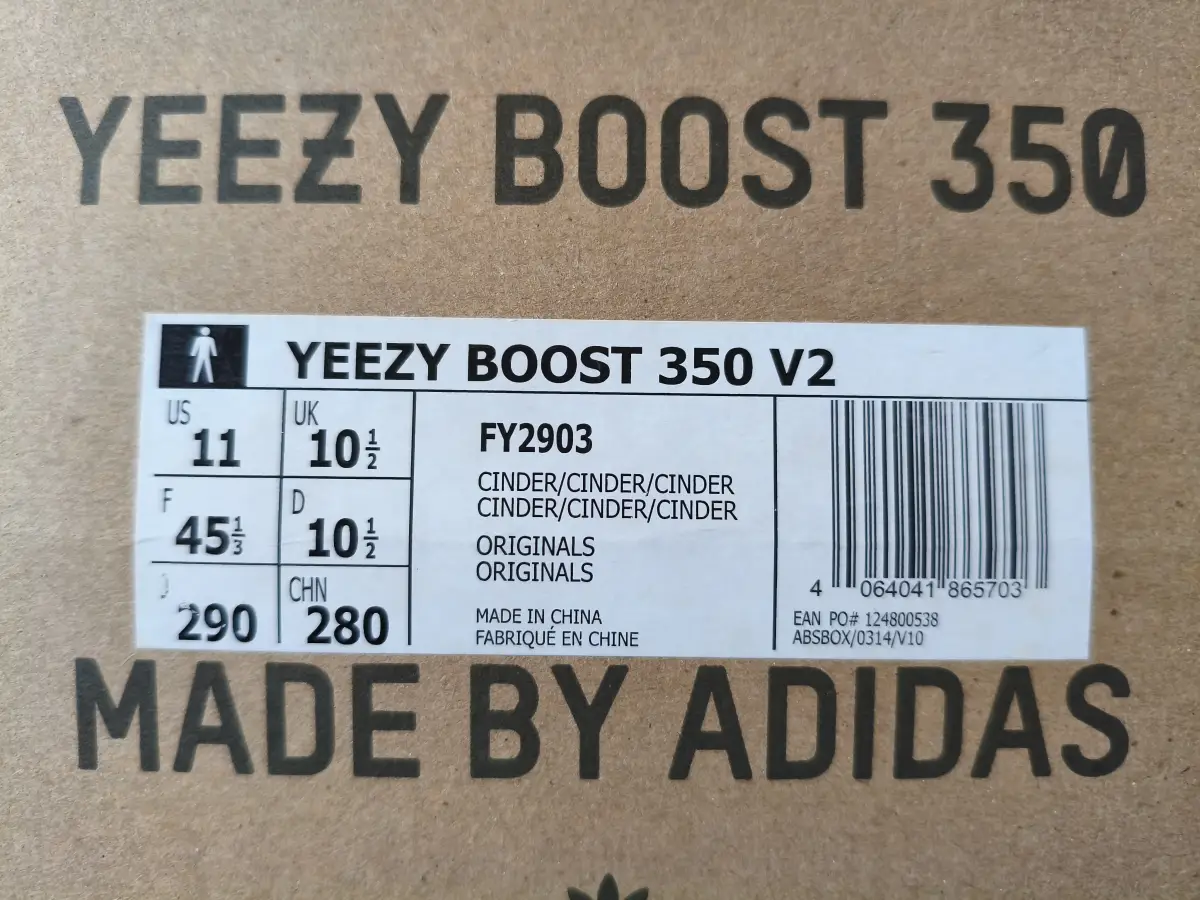 YEEZY BOOST 350
YEEZY BOOST 350 V2
US
11
UK
10 1/2
F
45 1/3
D
10 1/2
J
290
CHN
280
FY2903
CINDER/CINDER/CINDER
CINDER/CINDER/CINDER
ORIGINALS
ORIGINALS
MADE IN CHINA
FABRIQUÉ EN CHINE
4 064041 865703
EAN PO# 124800538
ABSBOX/0314/V10
MADE BY ADIDAS